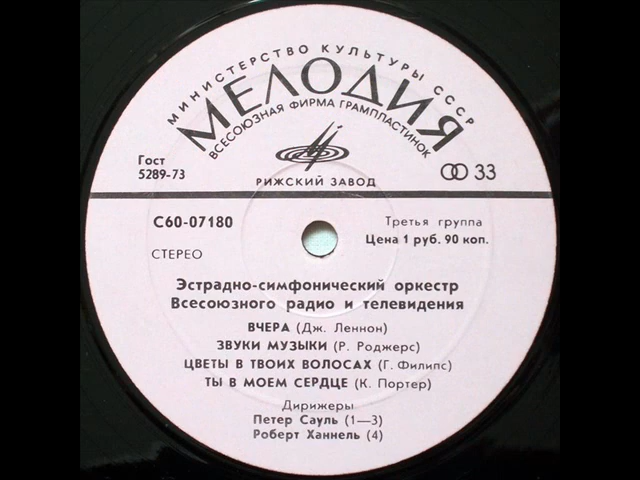 МИНИСТЕРСТВО КУЛЬТУРЫ СССР
МЕЛОДИЯ
ВСЕСОЮЗНАЯ ФИРМА ГРАМПЛАСТИНОК
Гост
5289-73
33
РИЖСКИЙ ЗАВОД
С60-07180
Третья группа
Цена 1 руб. 90 коп.
СТЕРЕО
Эстрадно-симфонический оркестр
Всесоюзного радио и телевидения
ВЧЕРА (Дж. Леннон)
ЗВУКИ МУЗЫКИ (Р. Роджерс)
ЦВЕТЫ В ТВОИХ ВОЛОСАХ (Г. Филипс)
ТЫ В МОЕМ СЕРДЦЕ (К. Портер)
Дирижеры
Петер Сауль (1—3)
Роберт Ханнель (4)